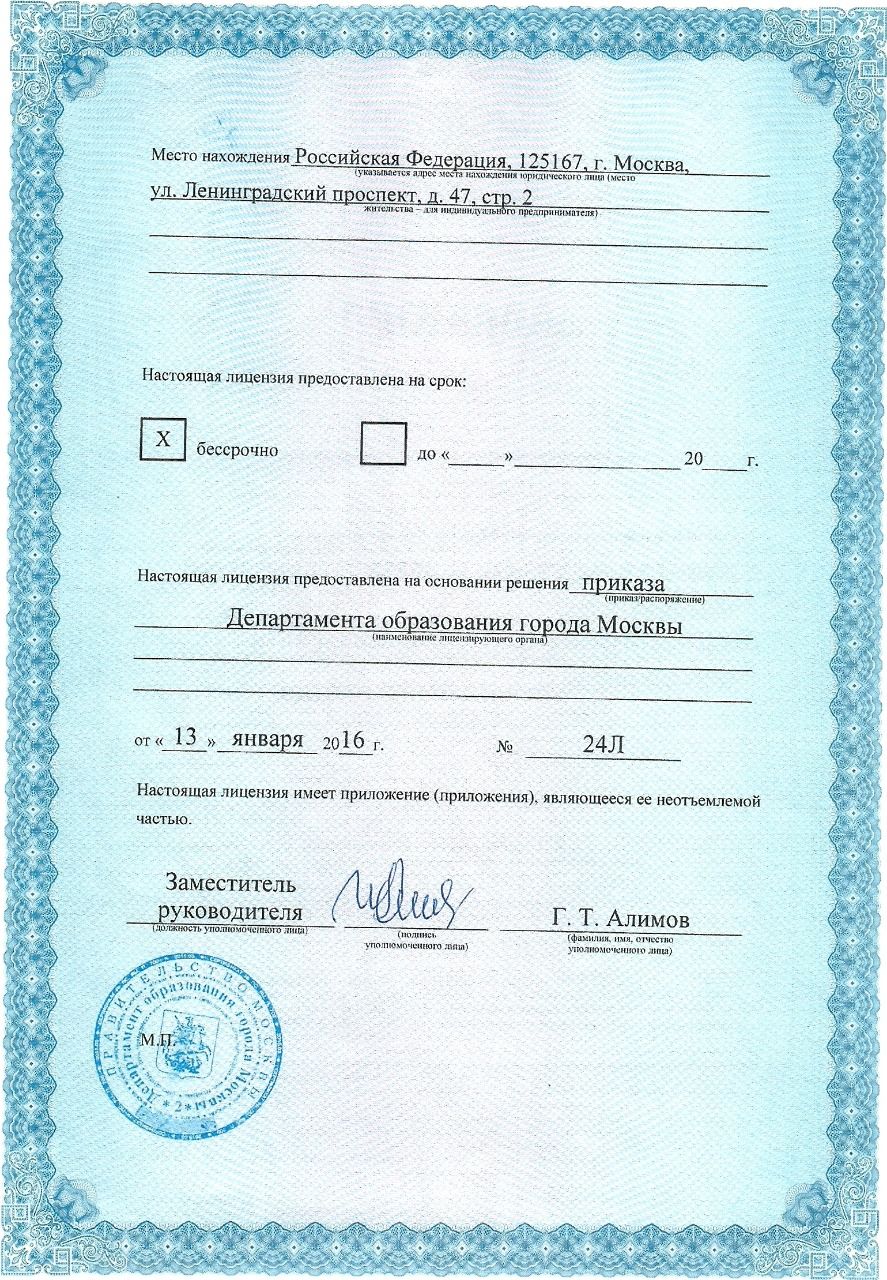 Место нахождения Российская Федерация, 125167, г. Москва,
(указывается адрес места нахождения юридического лица (место
ул. Ленинградский проспект, д. 47, стр. 2
жительства – для индивидуального предпринимателя)
Настоящая лицензия предоставлена на срок:
X бессрочно до «______»__________________ 20_____г.
Настоящая лицензия предоставлена на основании решения приказа
(приказ/распоряжение)
Департамента образования города Москвы
(наименование лицензирующего органа)
от « 13 » января 2016 г. № 24Л
Настоящая лицензия имеет приложение (приложения), являющееся ее неотъемлемой
частью.
Заместитель
руководителя Г. Т. Алимов
(должность уполномоченного лица) (подпись (фамилия, имя, отчество
уполномоченного лица) уполномоченного лица)
М.П.
ПРАВИТЕЛЬСТВО МОСКВЫ
Департамент образования города Москвы
* 2 *